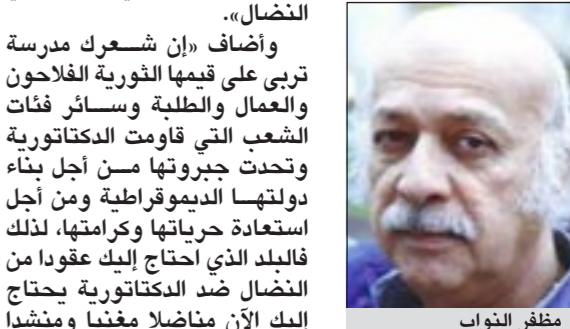 النضال».
وأضاف «إن شعرك مدرسة
تربى على قيمها الثورية الفلاحون
والعمال والطلبة وسائر فئات
الشعب التي قاومت الدكتاتورية
وتحدت جبروتها من أجل بناء
دولتها الديموقراطية ومن أجل
استعادة حرياتها وكرامتها، لذلك
فالبلد الذي احتاج إليك عقودا من
النضال ضد الدكتاتورية يحتاج
إليك الآن مناضلا مغنيا ومنشدا
مظفر النواب